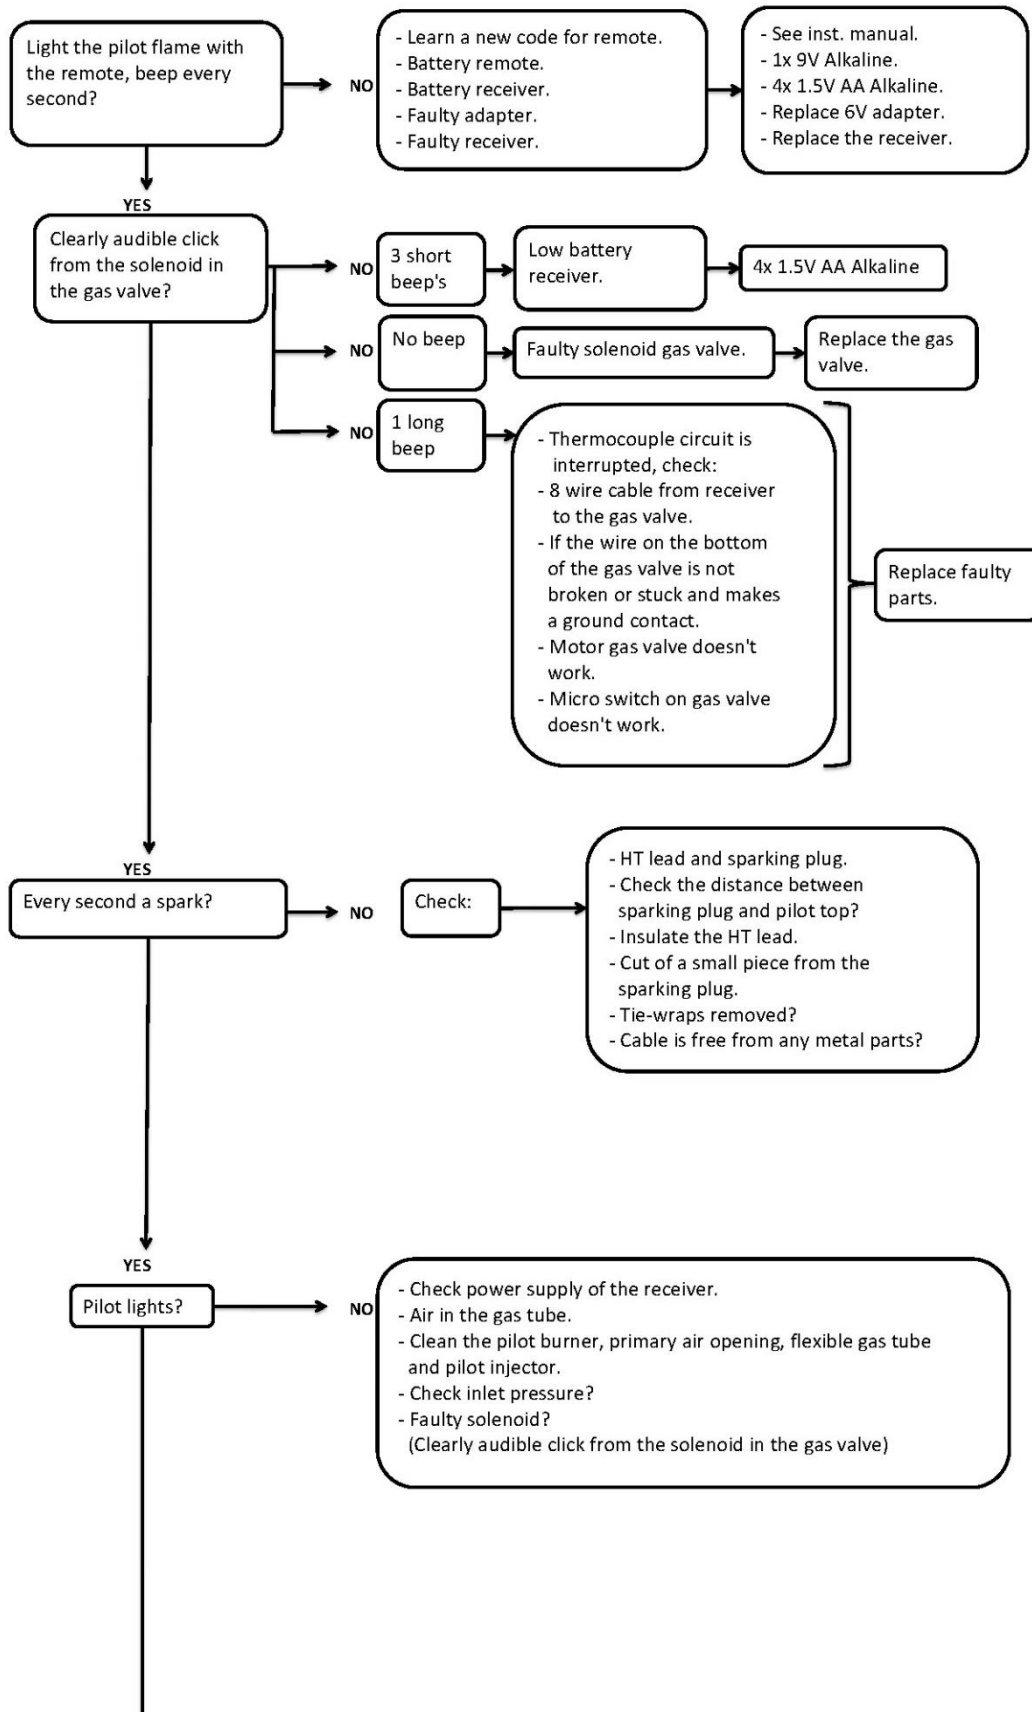 Light the pilot flame with
the remote, beep every
second?
NO
- Learn a new code for remote.
- Battery remote.
- Battery receiver.
- Faulty adapter.
- Faulty receiver.
- See inst. manual.
- 1x 9V Alkaline.
- 4x 1.5V AA Alkaline.
- Replace 6V adapter.
- Replace the receiver.
YES
Clearly audible click
from the solenoid in
the gas valve?
NO
3 short
beep's
Low battery
receiver.
4x 1.5V AA Alkaline
NO
No beep
Faulty solenoid gas valve.
Replace the gas
valve.
NO
1 long
beep
- Thermocouple circuit is
interrupted, check:
- 8 wire cable from receiver
to the gas valve.
- If the wire on the bottom
of the gas valve is not
broken or stuck and makes
a ground contact.
- Motor gas valve doesn't
work.
- Micro switch on gas valve
doesn't work.
Replace faulty
parts.
YES
Every second a spark?
NO
Check:
- HT lead and sparking plug.
- Check the distance between
sparking plug and pilot top?
- Insulate the HT lead.
- Cut of a small piece from the
sparking plug.
- Tie-wraps removed?
- Cable is free from any metal parts?
YES
Pilot lights?
NO
- Check power supply of the receiver.
- Air in the gas tube.
- Clean the pilot burner, primary air opening, flexible gas tube
and pilot injector.
- Check inlet pressure?
- Faulty solenoid?
(Clearly audible click from the solenoid in the gas valve)